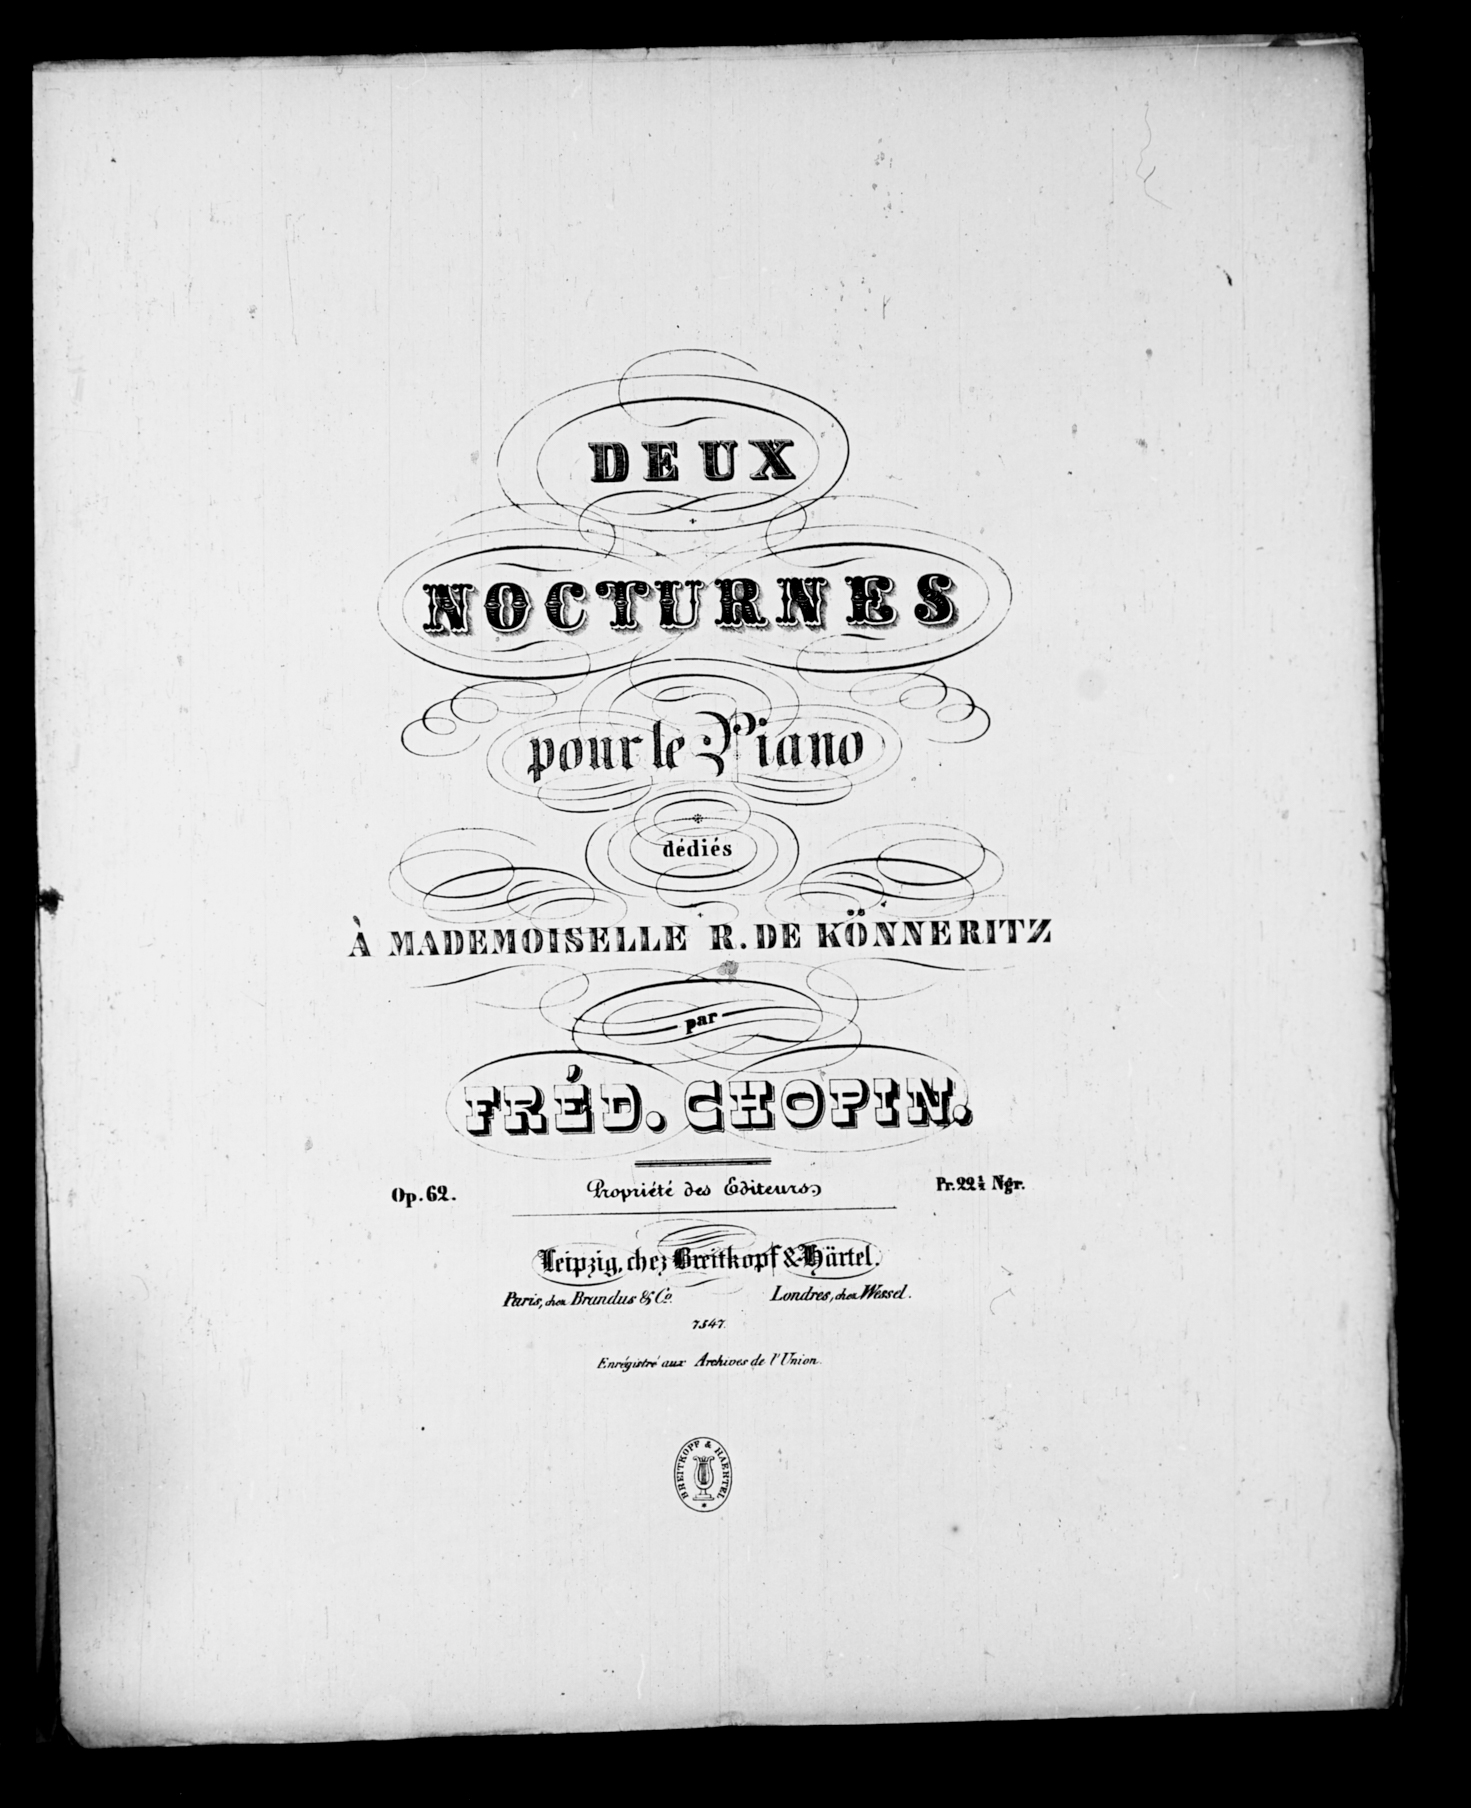 DEUX
NOCTURNES
pour le Piano
dédiés
À MADEMOISELLE R. DE KÖNNERITZ
par
FRÉD. CHOPIN.
Op. 62. Propriété des Editeurs. Pr. 22½ Ngr.
Leipzig, chez Breitkopf & Härtel.
Paris, chez Brandus & Co. Londres, chez Wessel.
7547.
Enrégistré aux Archives de l'Union.
BREITKOPF & HAERTEL